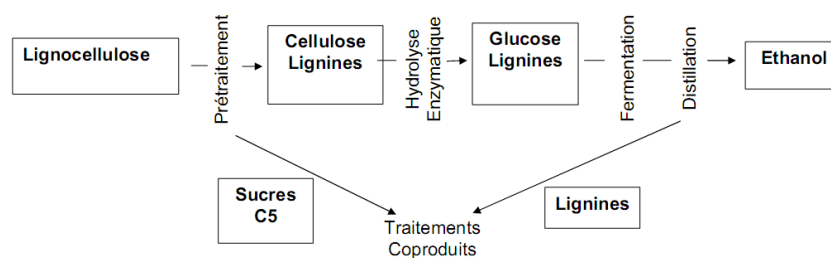 Lignocellulose
Prétraitement
Cellulose
Lignines
Hydrolyse
Enzymatique
Glucose
Lignines
Fermentation
Distillation
Ethanol
Sucres
C5
Lignines
Traitements
Coproduits